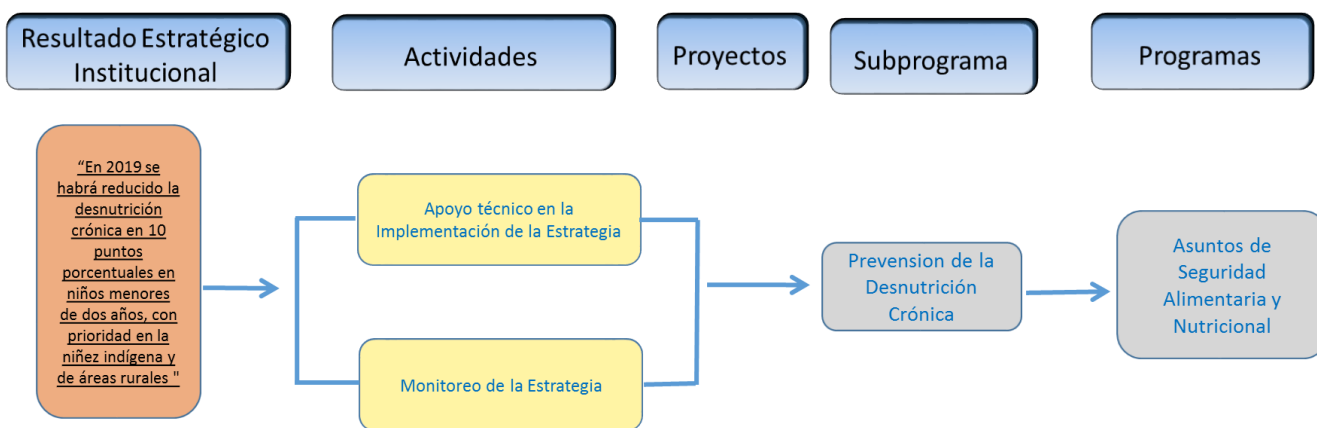 Resultado Estratégico
Institucional
Actividades
Proyectos
Subprograma
Programas
“En 2019 se
habrá reducido la
desnutrición
crónica en 10
puntos
porcentuales en
niños menores
de dos años, con
prioridad en la
niñez indígena y
de áreas rurales "
Apoyo técnico en la
Implementación de la Estrategia
Monitoreo de la Estrategia
Prevension de la
Desnutrición
Crónica
Asuntos de
Seguridad
Alimentaria y
Nutricional